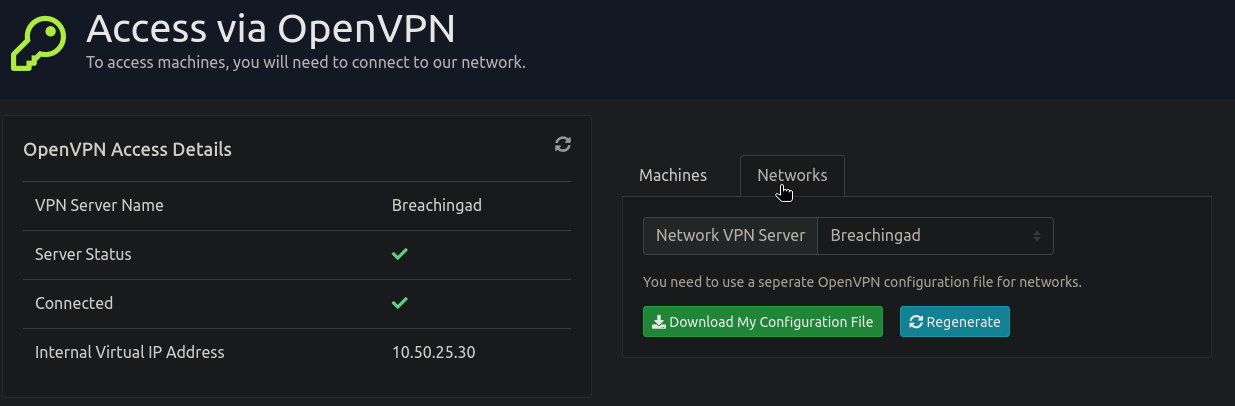 Access via OpenVPN
To access machines, you will need to connect to our network.
OpenVPN Access Details
VPN Server Name Breachingad
Server Status
Connected
Internal Virtual IP Address 10.50.25.30
Machines Networks
Network VPN Server Breachingad
You need to use a seperate OpenVPN configuration file for networks.
Download My Configuration File Regenerate